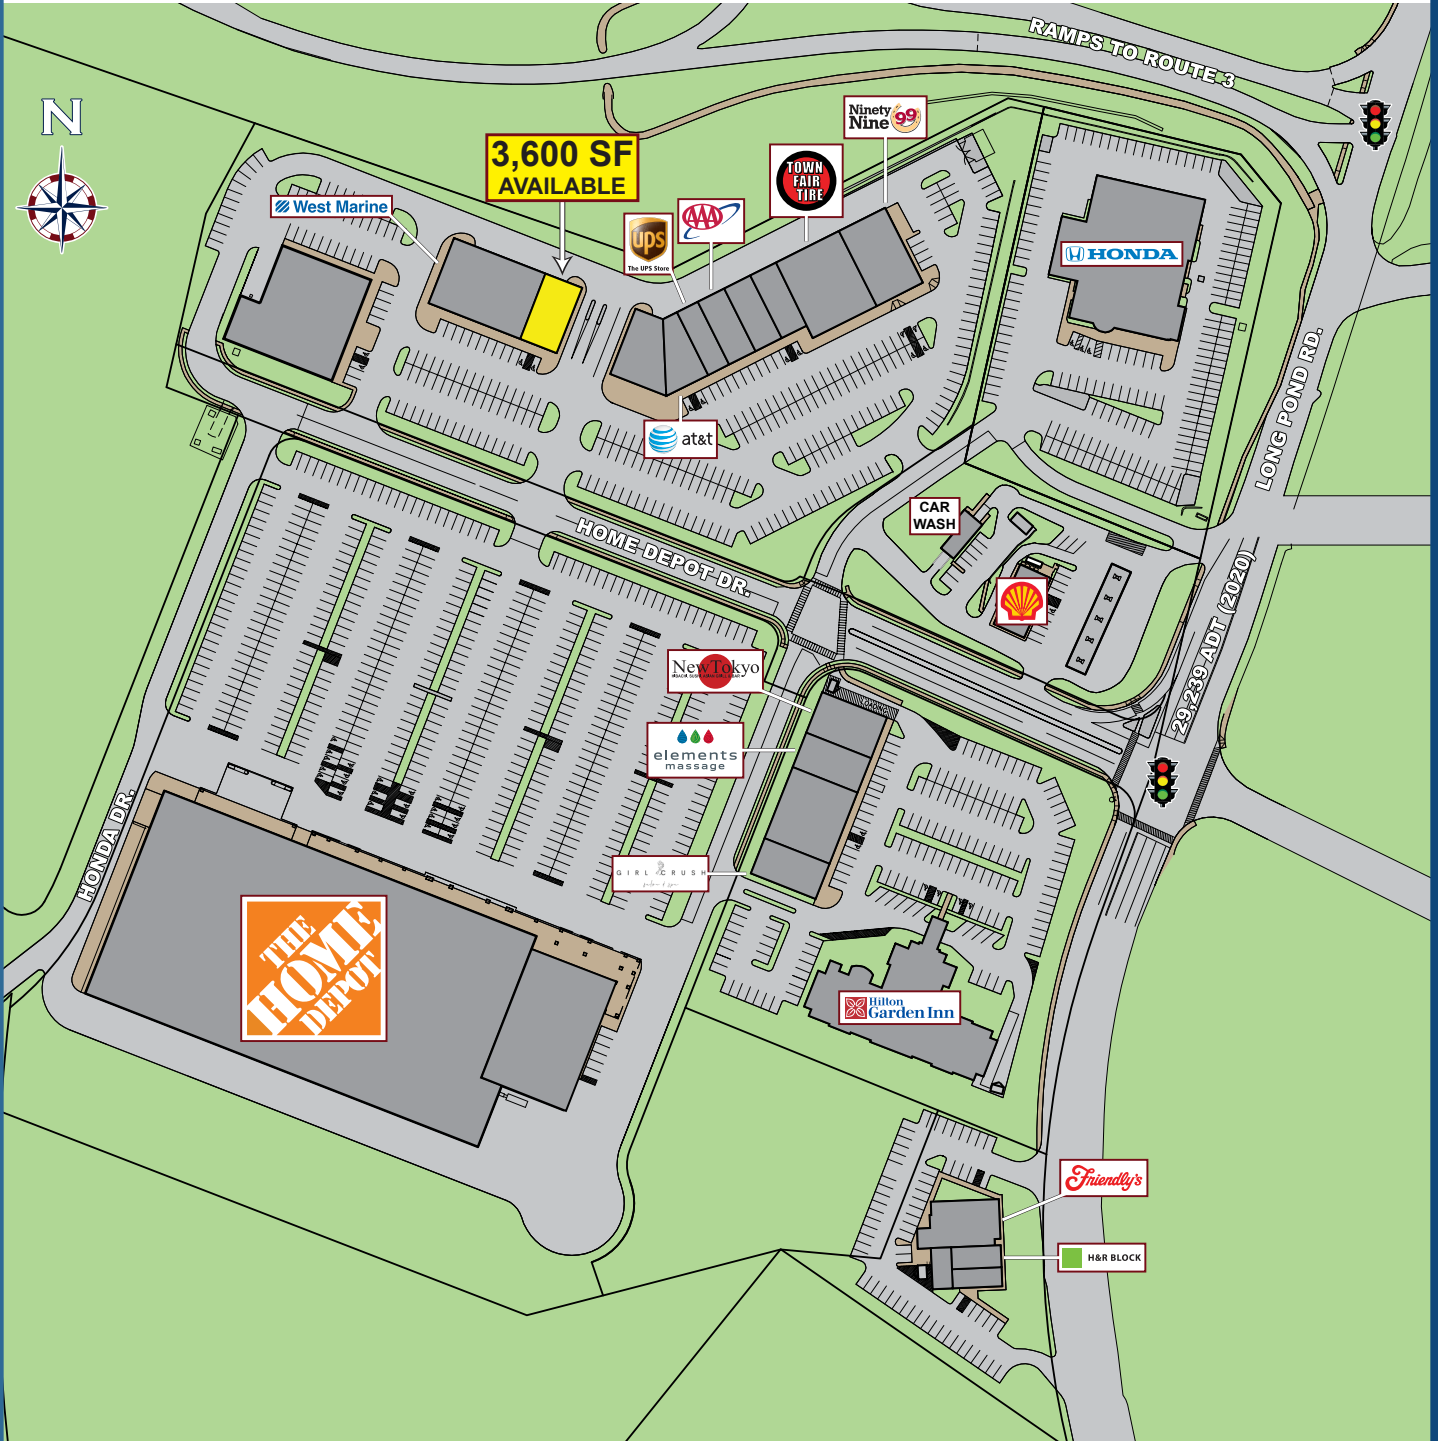 RAMPS TO ROUTE 3
N
Ninety
Nine 99
3,600 SF
AVAILABLE
TOWN
FAIR
TIRE
West Marine
AAA
ups
The UPS Store
HONDA
LONG POND RD.
at&t
CAR
WASH
HOME DEPOT DR.
29,239 ADT (2020)
NewTokyo
elements
massage
HONDA DR.
GIRL CRUSH
THE
HOME
DEPOT
Hilton
Garden Inn
Friendly's
H&R BLOCK